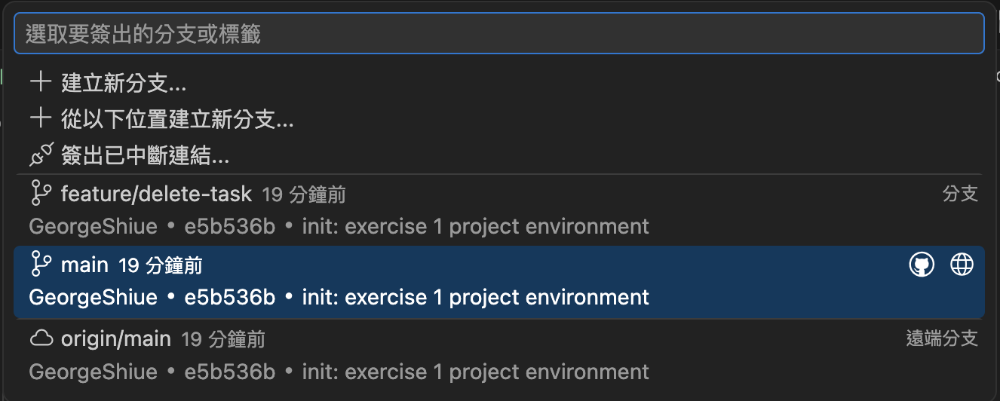 選取要簽出的分支或標籤
建立新分支...
從以下位置建立新分支...
簽出已中斷連結...
feature/delete-task 19 分鐘前 分支
GeorgeShiue • e5b536b • init: exercise 1 project environment
main 19 分鐘前
GeorgeShiue • e5b536b • init: exercise 1 project environment
origin/main 19 分鐘前 遠端分支
GeorgeShiue • e5b536b • init: exercise 1 project environment